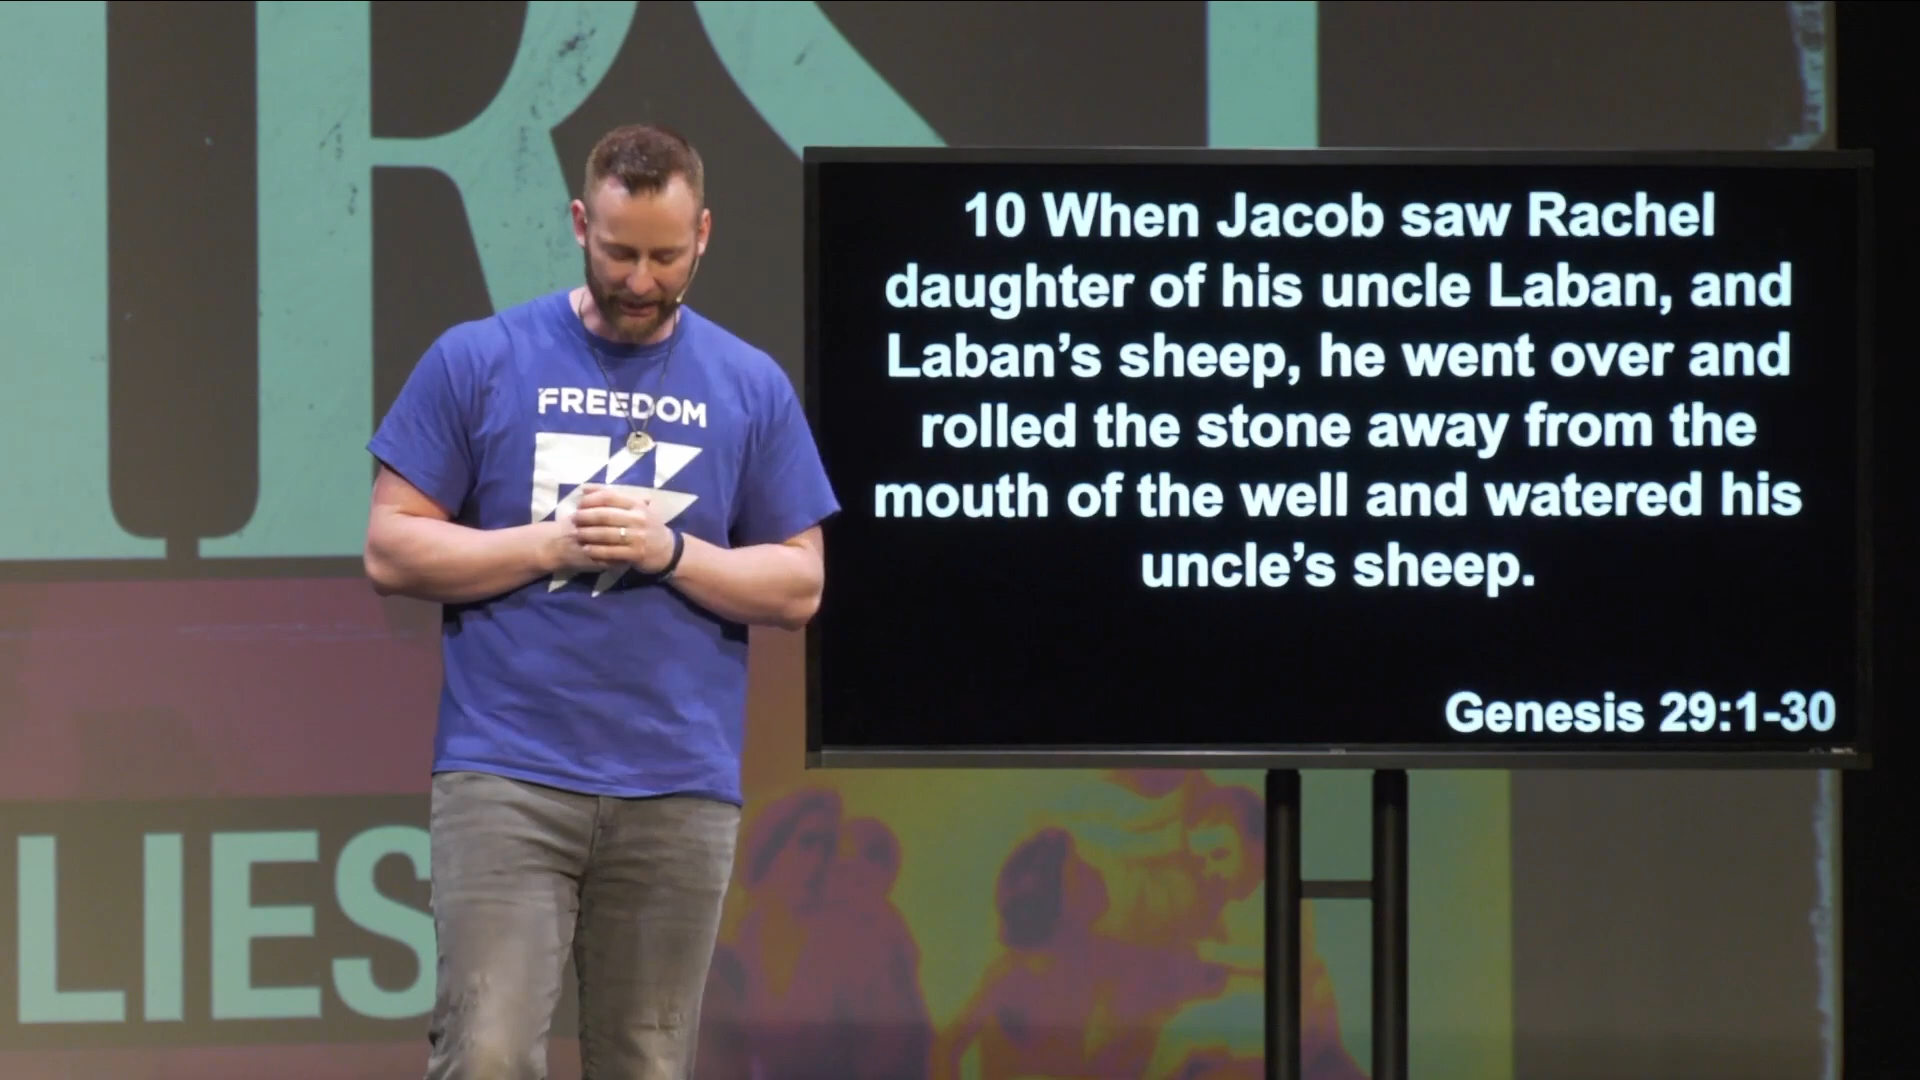 10 When Jacob saw Rachel
daughter of his uncle Laban, and
Laban’s sheep, he went over and
rolled the stone away from the
mouth of the well and watered his
uncle’s sheep.
Genesis 29:1-30
FREEDOM
LIES